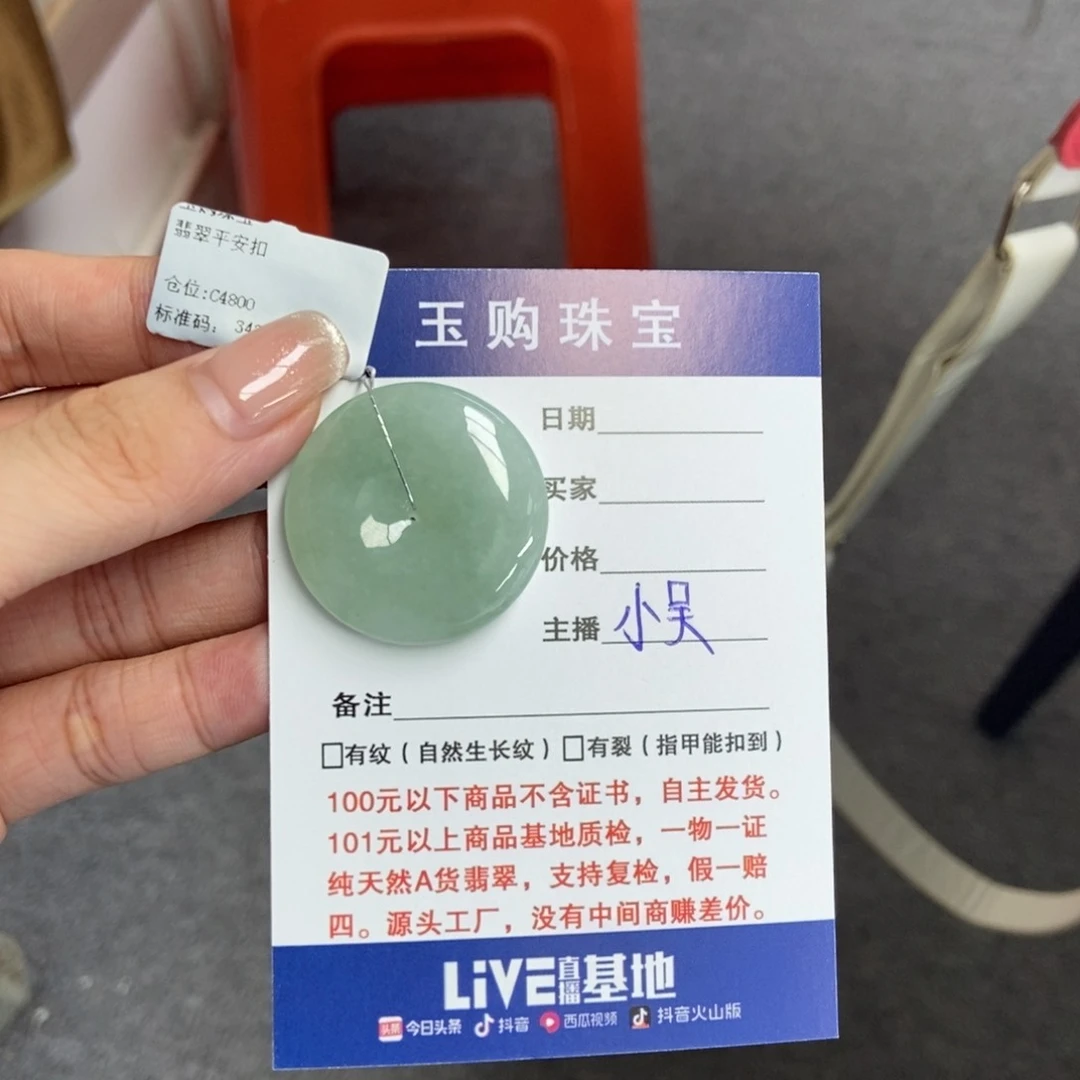 翡翠平安扣
仓位:C4800
标准码: 34
玉购珠宝
日期
买家
价格
主播 小吴
备注
□有纹(自然生长纹)□有裂(指甲能扣到)
100元以下商品不含证书,自主发货。
101元以上商品基地质检,一物一证
纯天然A货翡翠,支持复检,假一赔
四。源头工厂,没有中间商赚差价。
LiVE直播基地
头条 今日头条 抖音 西瓜视频 抖音火山版